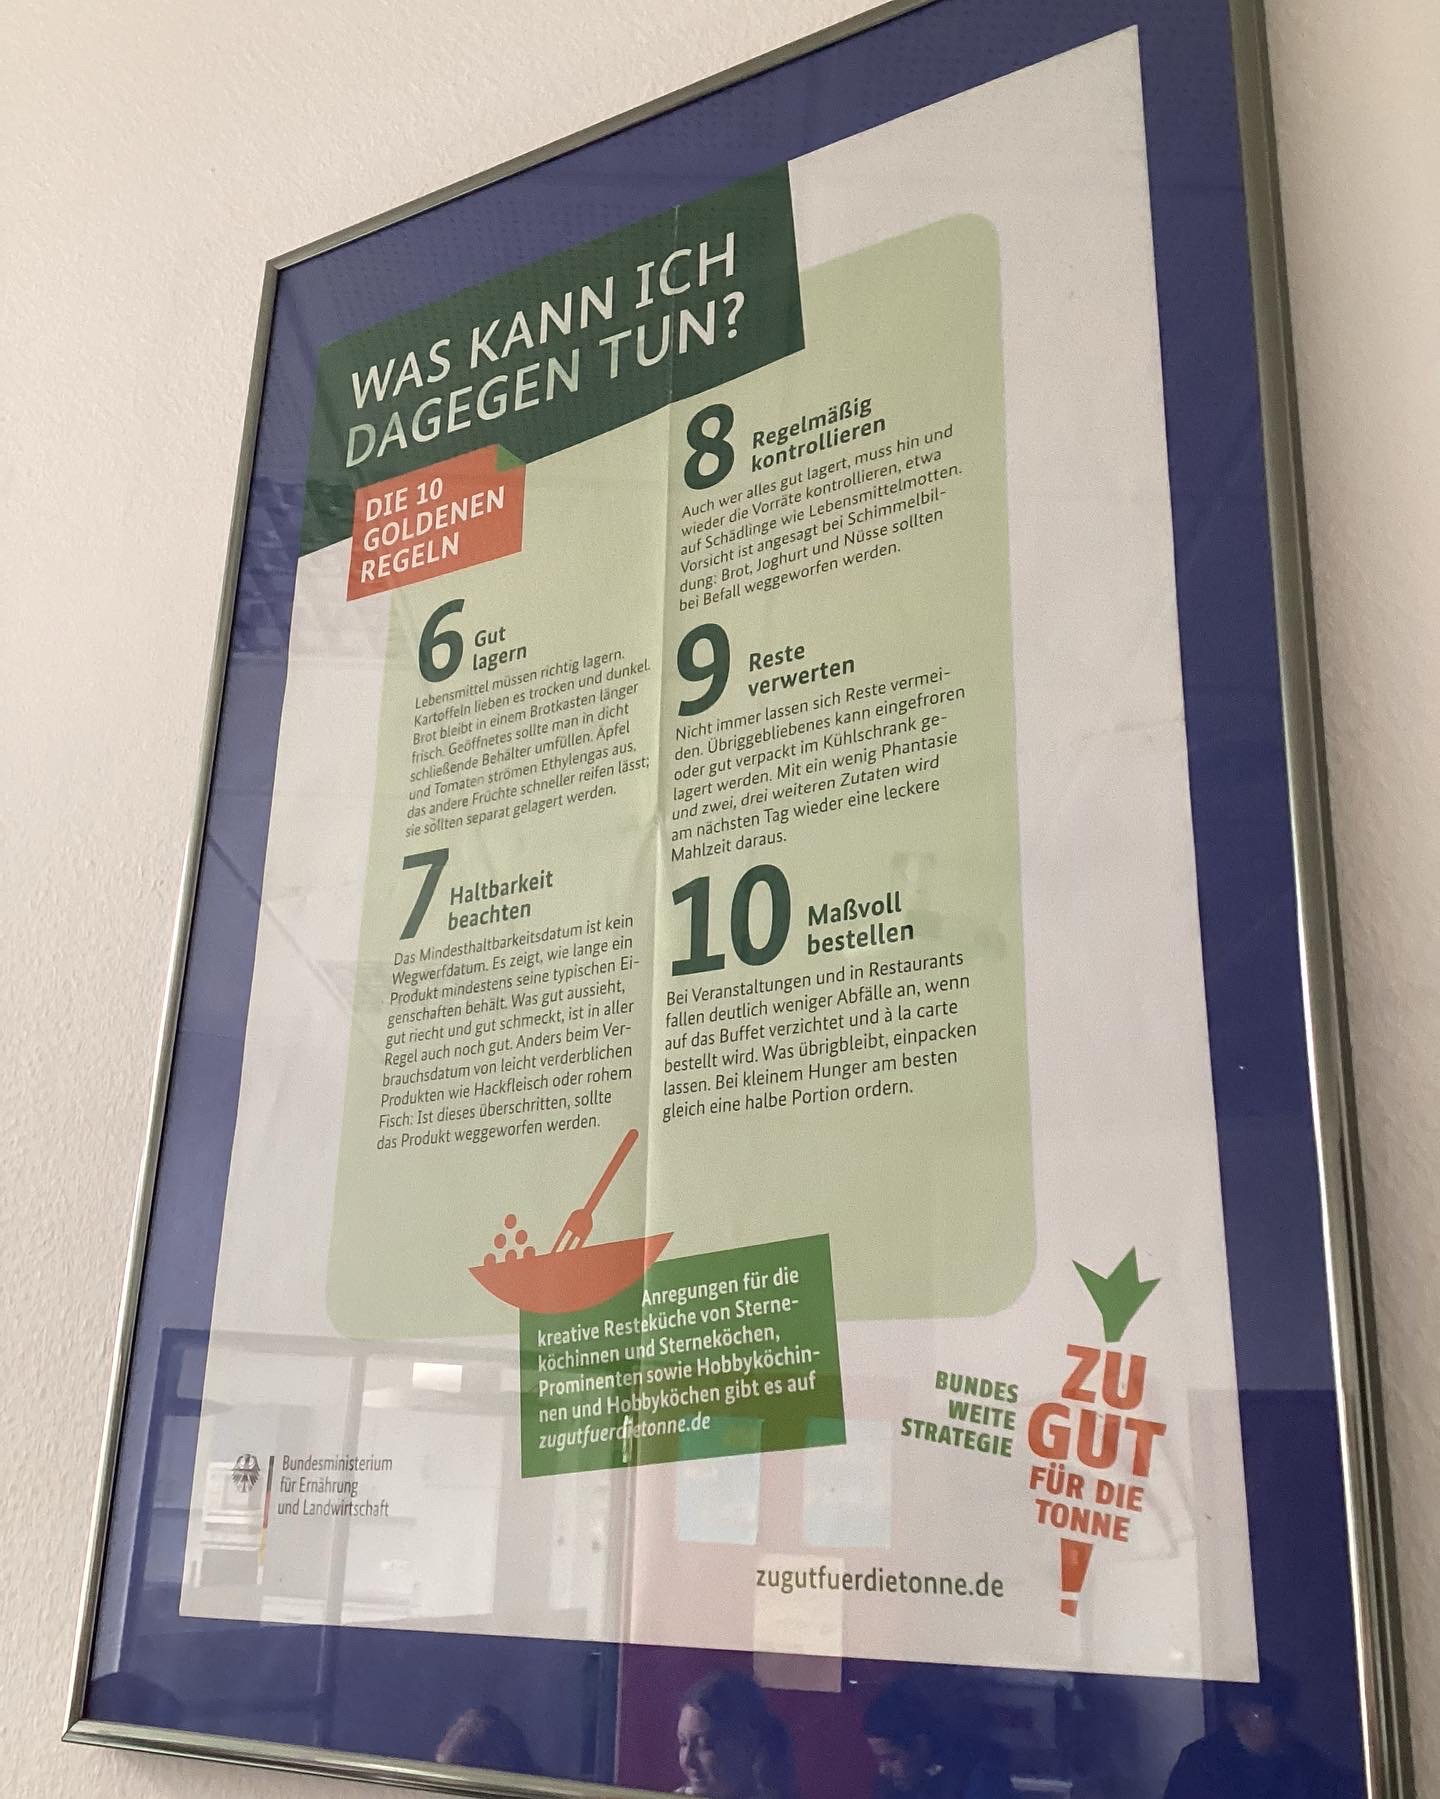 WAS KANN ICH
DAGEGEN TUN?
DIE 10
GOLDENEN
REGELN
6 Gut
lagern
Lebensmittel müssen richtig lagern.
Kartoffeln lieben es trocken und dunkel.
Brot bleibt in einem Brotkasten länger
frisch. Geöffnetes sollte man in dicht
schließende Behälter umfüllen. Äpfel
und Tomaten strömen Ethylengas aus,
das andere Früchte schneller reifen lässt;
sie sollten separat gelagert werden.
7 Haltbarkeit
beachten
Das Mindesthaltbarkeitsdatum ist kein
Wegwerfdatum. Es zeigt, wie lange ein
Produkt mindestens seine typischen Ei-
genschaften behält. Was gut aussieht,
gut riecht und gut schmeckt, ist in aller
Regel auch noch gut. Anders beim Ver-
brauchsdatum von leicht verderblichen
Produkten wie Hackfleisch oder rohem
Fisch: Ist dieses überschritten, sollte
das Produkt weggeworfen werden.
8 Regelmäßig
kontrollieren
Auch wer alles gut lagert, muss hin und
wieder die Vorräte kontrollieren, etwa
auf Schädlinge wie Lebensmittelmotten.
Vorsicht ist angesagt bei Schimmelbil-
dung: Brot, Joghurt und Nüsse sollten
bei Befall weggeworfen werden.
9 Reste
verwerten
Nicht immer lassen sich Reste vermei-
den. Übriggebliebenes kann eingefroren
oder gut verpackt im Kühlschrank ge-
lagert werden. Mit ein wenig Phantasie
und zwei, drei weiteren Zutaten wird
am nächsten Tag wieder eine leckere
Mahlzeit daraus.
10 Maßvoll
bestellen
Bei Veranstaltungen und in Restaurants
fallen deutlich weniger Abfälle an, wenn
auf das Buffet verzichtet und à la carte
bestellt wird. Was übrigbleibt, einpacken
lassen. Bei kleinem Hunger am besten
gleich eine halbe Portion ordern.
Anregungen für die
kreative Resteküche von Sterne-
köchinnen und Sterneköchen,
Prominenten sowie Hobbyköchin-
nen und Hobbyköchen gibt es auf
zugutfuerdietonne.de
Bundesministerium
für Ernährung
und Landwirtschaft
BUNDES
WEITE
STRATEGIE
ZU
GUT
FÜR DIE
TONNE
!
zugutfuerdietonne.de